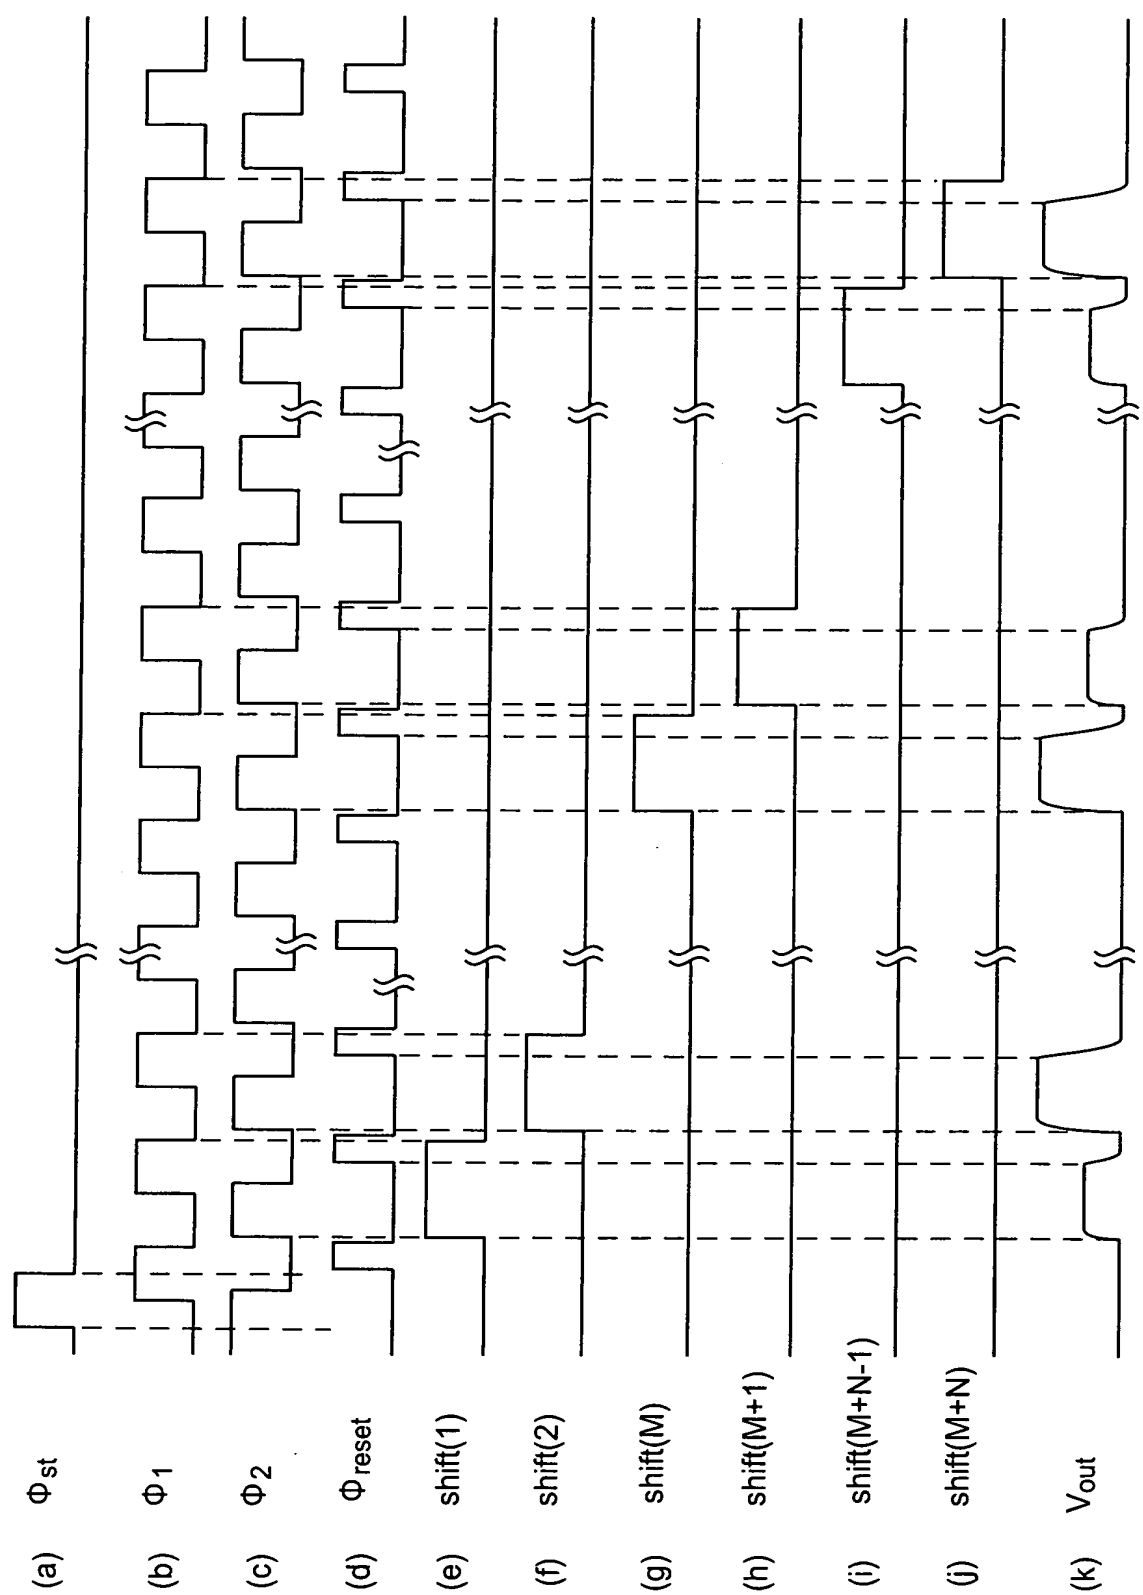 (a) Φst
(b) Φ1
(c) Φ2
(d) Φreset
(e) shift(1)
(f) shift(2)
(g) shift(M)
(h) shift(M+1)
(i) shift(M+N-1)
(j) shift(M+N)
(k) Vout